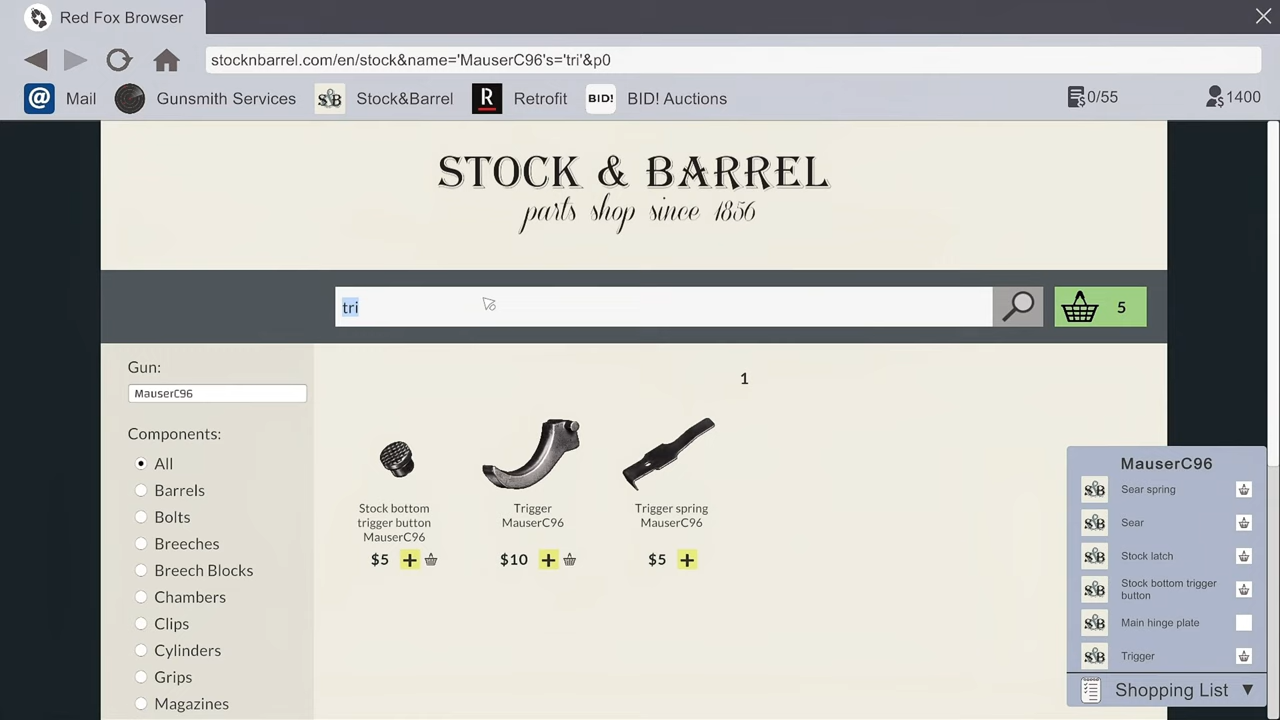 Red Fox Browser
stocknbarrel.com/en/stock&name='MauserC96's='tri'&p0
@ Mail
Gunsmith Services
S&B Stock&Barrel
R Retrofit
BID! BID! Auctions
0/55
1400
STOCK & BARREL
parts shop since 1856
tri
5
Gun:
MauserC96
Components:
All
Barrels
Bolts
Breeches
Breech Blocks
Chambers
Clips
Cylinders
Grips
Magazines
1
Stock bottom
trigger button
MauserC96
$5 +
Trigger
MauserC96
$10 +
Trigger spring
MauserC96
$5 +
MauserC96
S&B Sear spring
S&B Sear
S&B Stock latch
S&B Stock bottom trigger
button
S&B Main hinge plate
S&B Trigger
Shopping List ▼